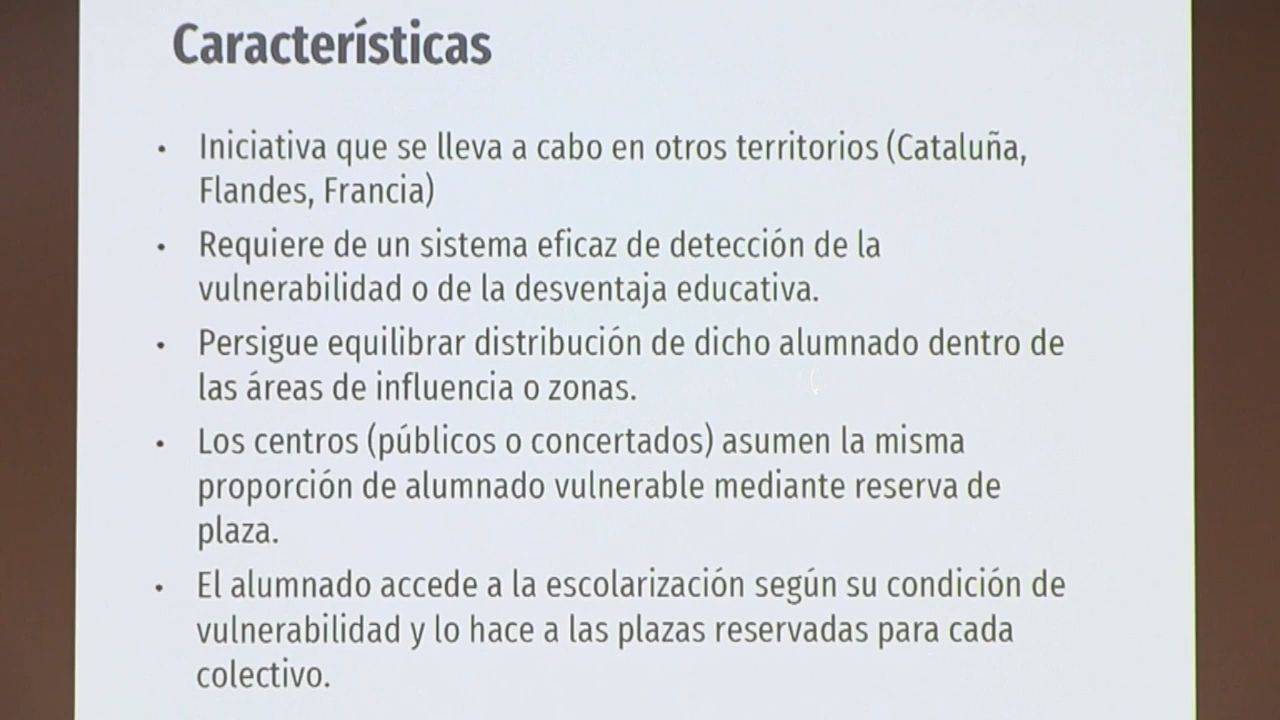 Características
• Iniciativa que se lleva a cabo en otros territorios (Cataluña,
Flandes, Francia)
• Requiere de un sistema eficaz de detección de la
vulnerabilidad o de la desventaja educativa.
• Persigue equilibrar distribución de dicho alumnado dentro de
las áreas de influencia o zonas.
• Los centros (públicos o concertados) asumen la misma
proporción de alumnado vulnerable mediante reserva de
plaza.
• El alumnado accede a la escolarización según su condición de
vulnerabilidad y lo hace a las plazas reservadas para cada
colectivo.